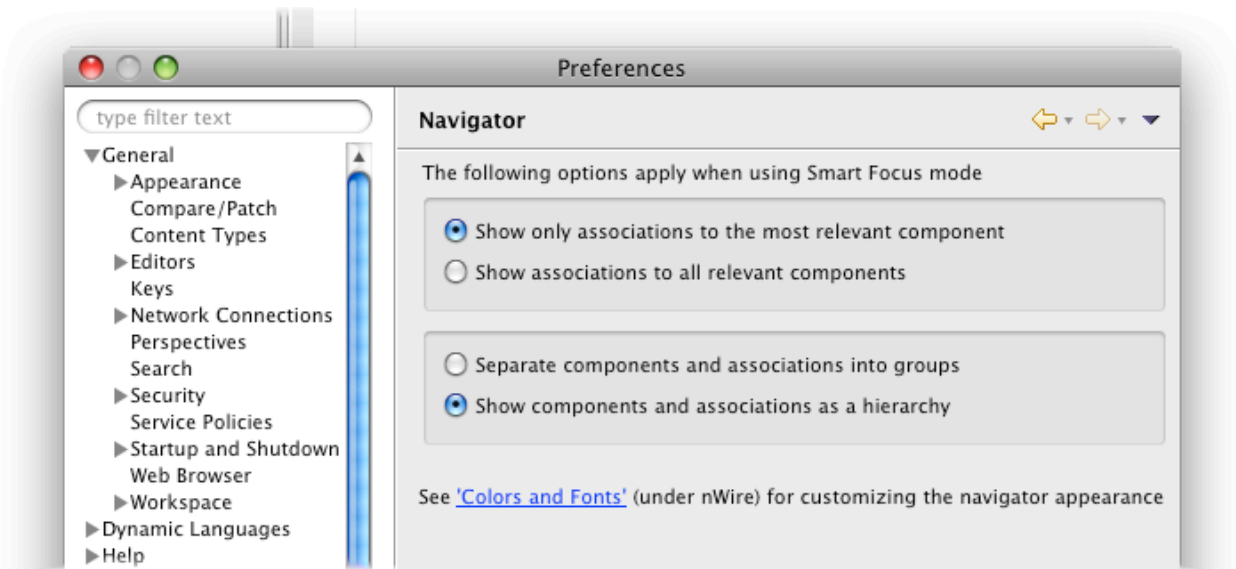 Preferences
type filter text
General
Appearance
Compare/Patch
Content Types
Editors
Keys
Network Connections
Perspectives
Search
Security
Service Policies
Startup and Shutdown
Web Browser
Workspace
Dynamic Languages
Help
Navigator
The following options apply when using Smart Focus mode
Show only associations to the most relevant component
Show associations to all relevant components
Separate components and associations into groups
Show components and associations as a hierarchy
See 'Colors and Fonts' (under nWire) for customizing the navigator appearance